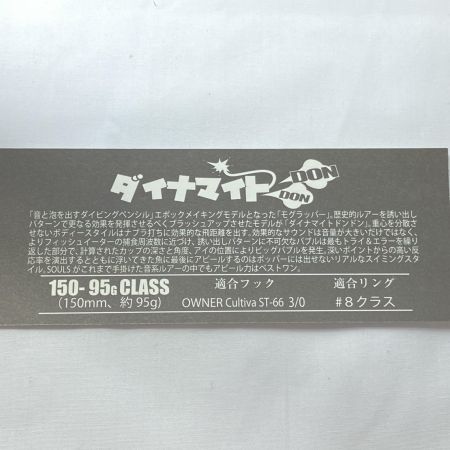 ダイナマイト DON DON
「音と泡を出すダイビングペンシル」エポックメイキングモデルとなった「モグラッパー」。歴史的ルアーを誘い出し
パターンで更なる効果を発揮させるべくブラッシュアップさせたモデルが「ダイナマイトドンドン」。重心を分散さ
せないボディースタイルはナブラ打ちに効果的な飛距離を出す。効果的なサウンドは音量が大きいだけではなく、
よりフィッシュイーターの捕食周波数に近づけ、誘い出しパターンに不可欠なバブルは最もトライ&エラーを繰り
返した部分で、計算されたカップの深さと角度、アイの位置によりビッグバブルを発生。深いポイントからの高い反
応率を演出するとともに浮いてきた魚に最後にアピールするのはポッパーには出せないリアルなスイミングスタ
イル。SOULSがこれまで手掛けた音系ルアーの中でもアピール力はベストワン。
150-95G CLASS 適合フック 適合リング
(150mm、約95g) OWNER Cultiva ST-66 3/0 #8クラス